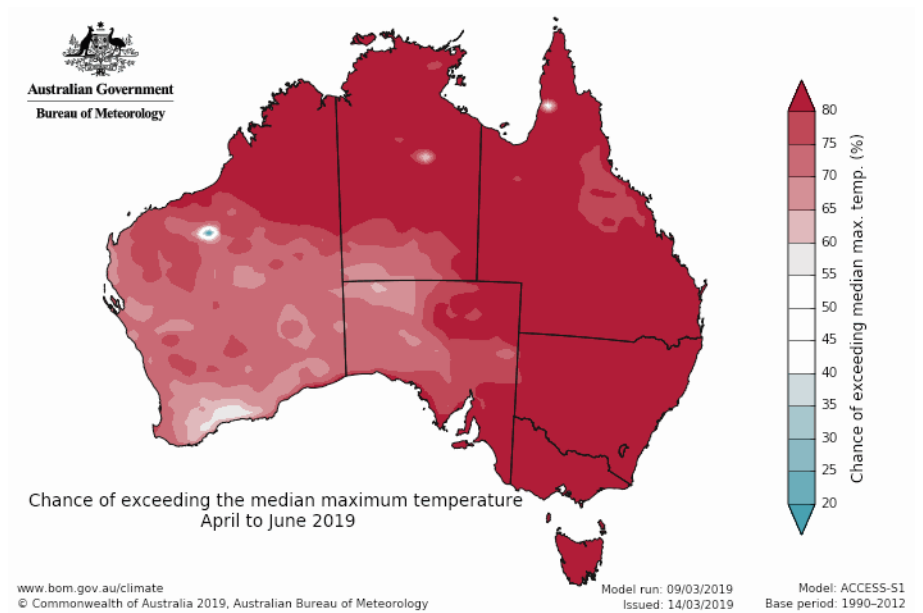 Australian Government
Bureau of Meteorology
80
75
70
65
60
55
50
45
40
35
30
25
20
Chance of exceeding median max. temp. (%)
Chance of exceeding the median maximum temperature
April to June 2019
www.bom.gov.au/climate
© Commonwealth of Australia 2019, Australian Bureau of Meteorology
Model run: 09/03/2019
Issued: 14/03/2019
Model: ACCESS-S1
Base period: 1990–2012